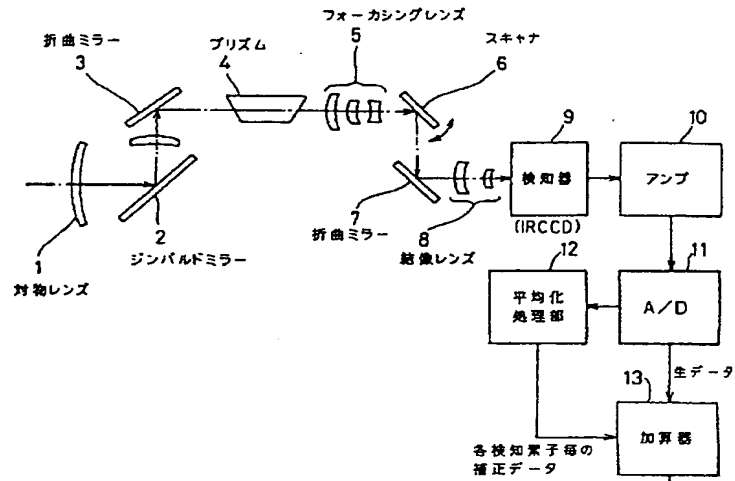 フォーカシングレンズ
5
折曲ミラー
3
プリズム
4
スキャナ
6
9
10
検知器
アンプ
(IRCCD)
7
折曲ミラー
8
結像レンズ
2
ジンバルドミラー
1
対物レンズ
12
11
平均化
処理部
A/D
生データ
13
加算器
各検知素子毎の
補正データ